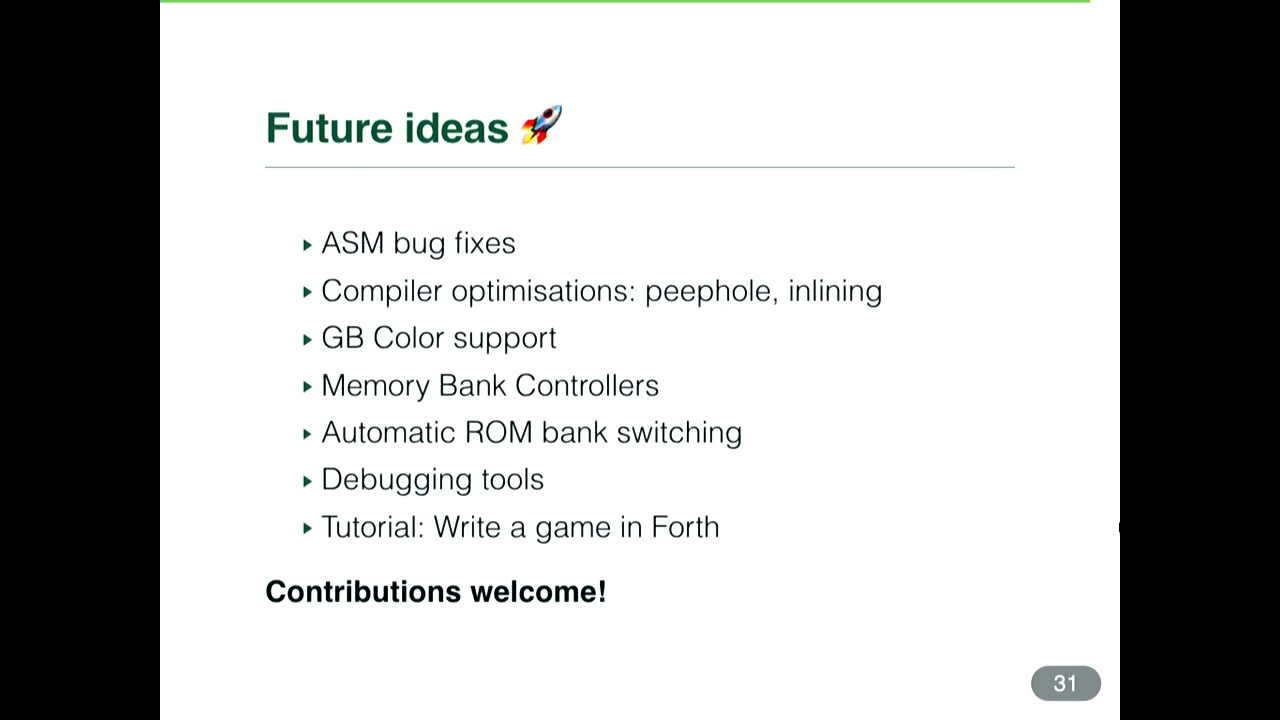 Future ideas 🚀
ASM bug fixes
Compiler optimisations: peephole, inlining
GB Color support
Memory Bank Controllers
Automatic ROM bank switching
Debugging tools
Tutorial: Write a game in Forth
Contributions welcome!
31